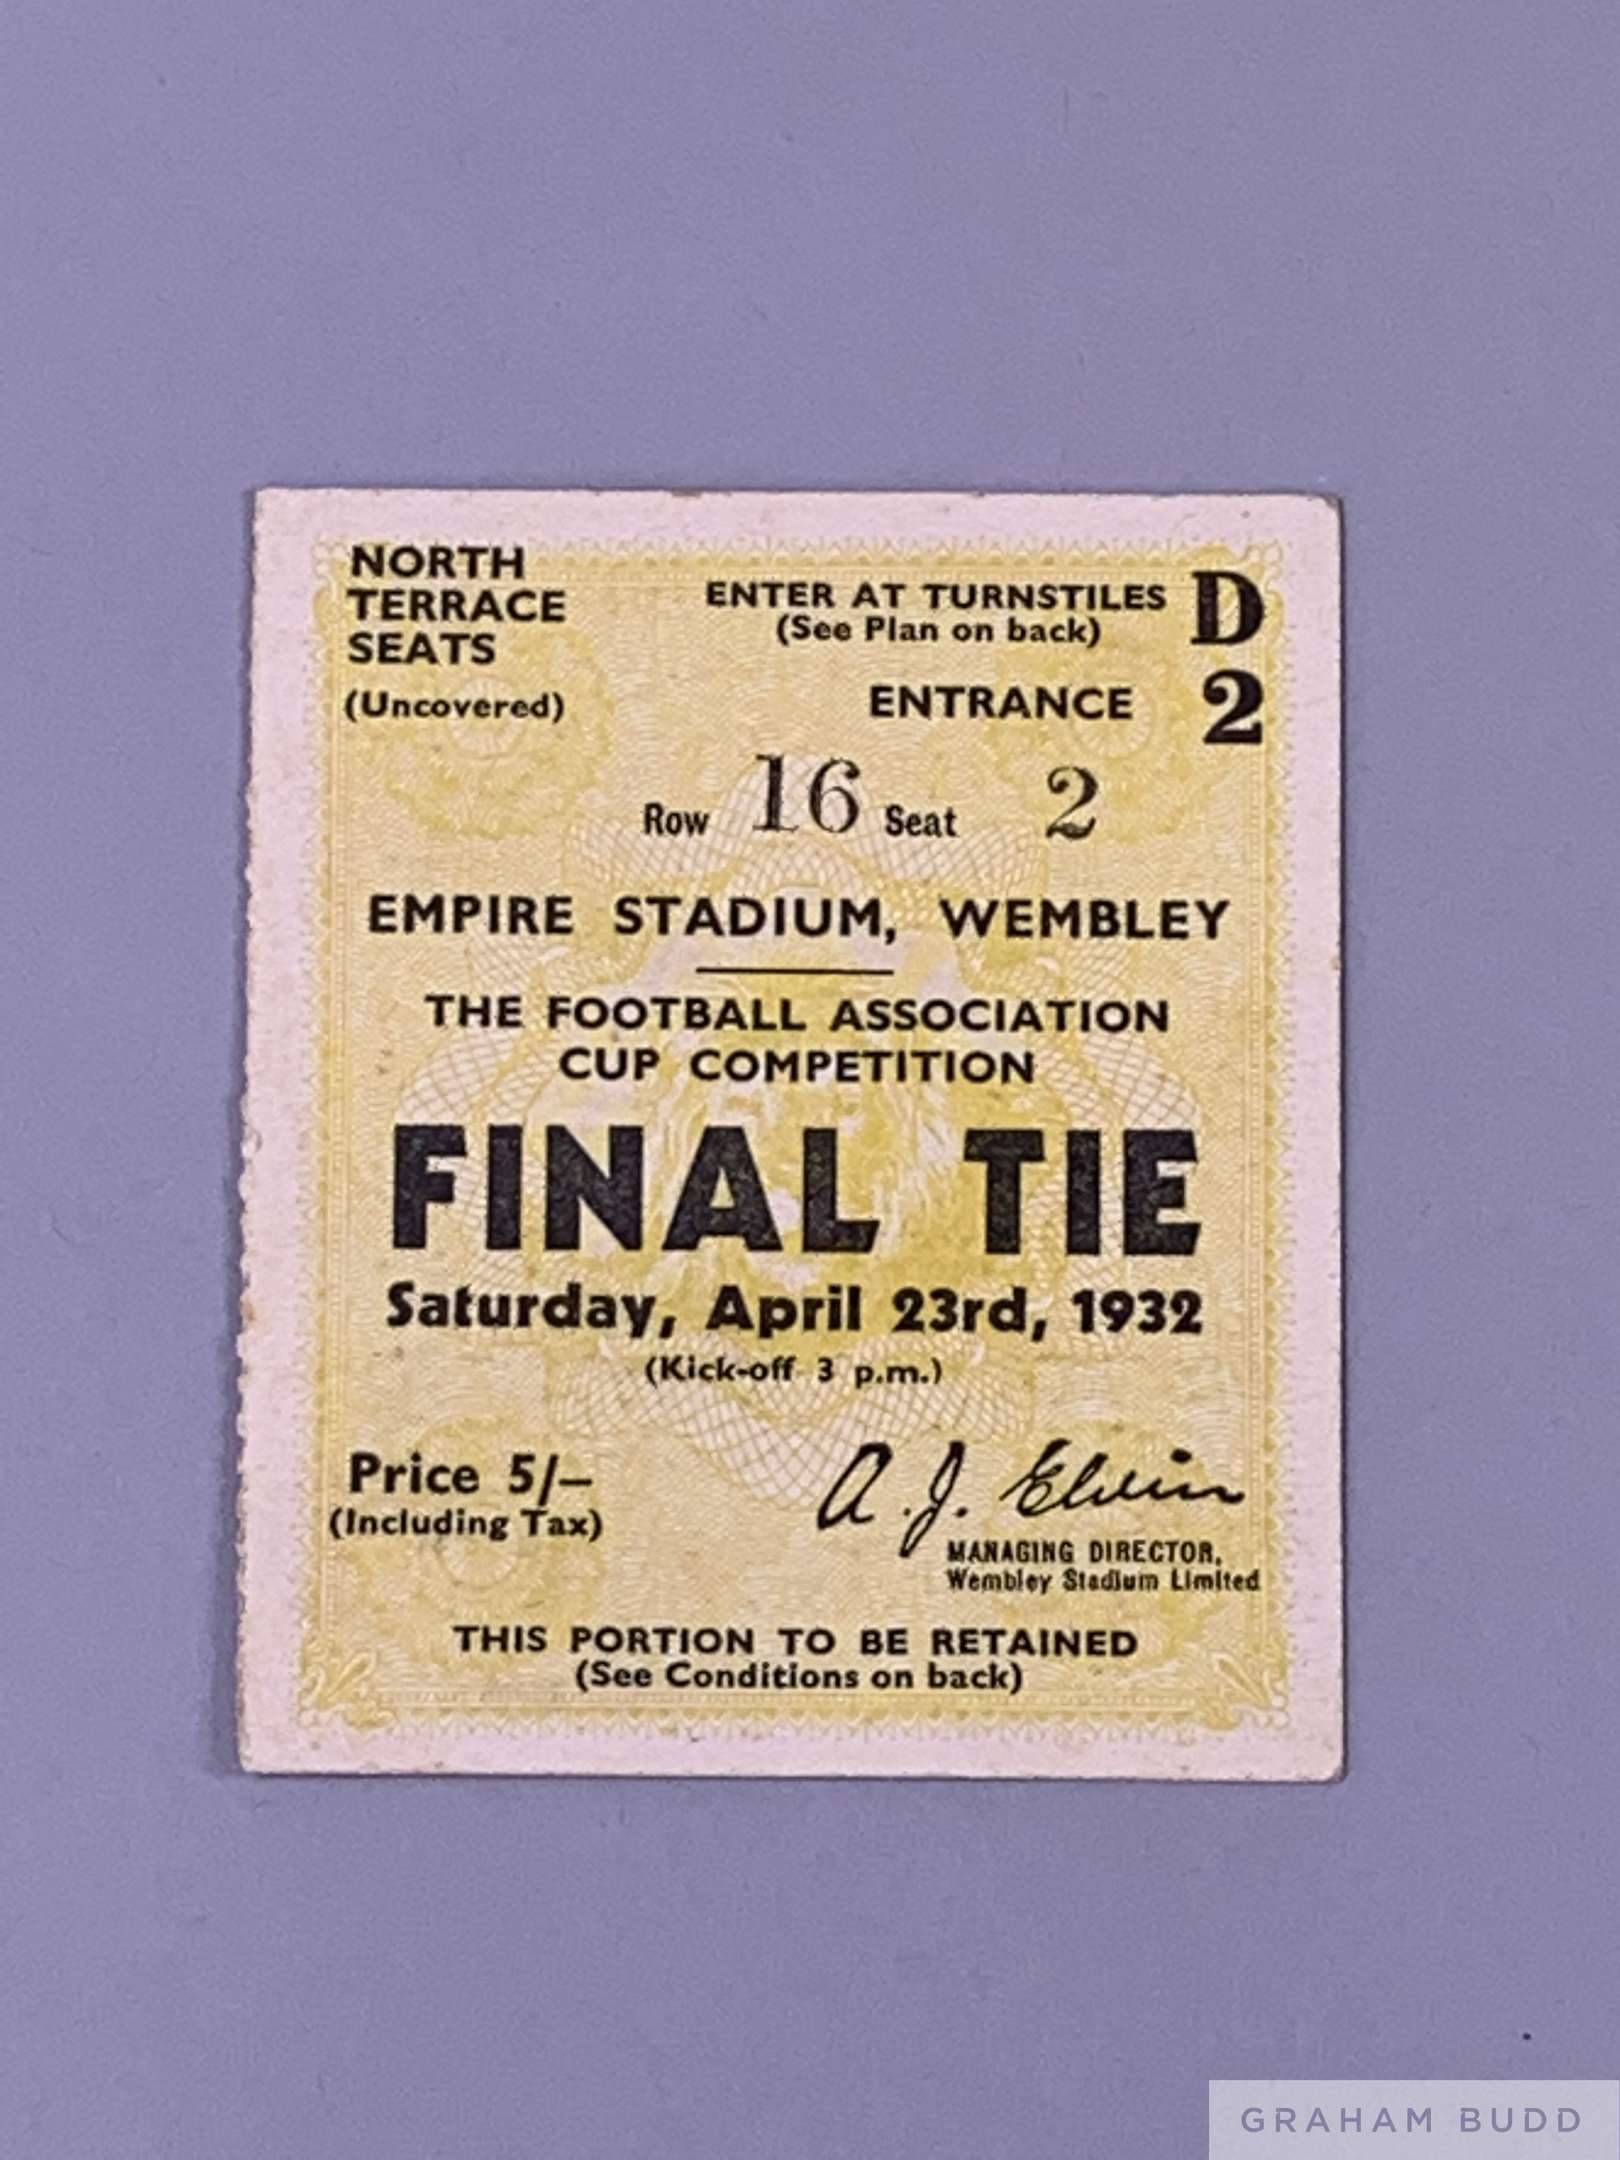 NORTH
TERRACE
SEATS
(Uncovered)
ENTER AT TURNSTILES D
(See Plan on back)
ENTRANCE 2
Row 16 Seat 2
EMPIRE STADIUM, WEMBLEY
THE FOOTBALL ASSOCIATION
CUP COMPETITION
FINAL TIE
Saturday, April 23rd, 1932
(Kick-off 3 p.m.)
Price 5/–
(Including Tax)
A. J. Elvin
MANAGING DIRECTOR,
Wembley Stadium Limited
THIS PORTION TO BE RETAINED
(See Conditions on back)
GRAHAM BUDD